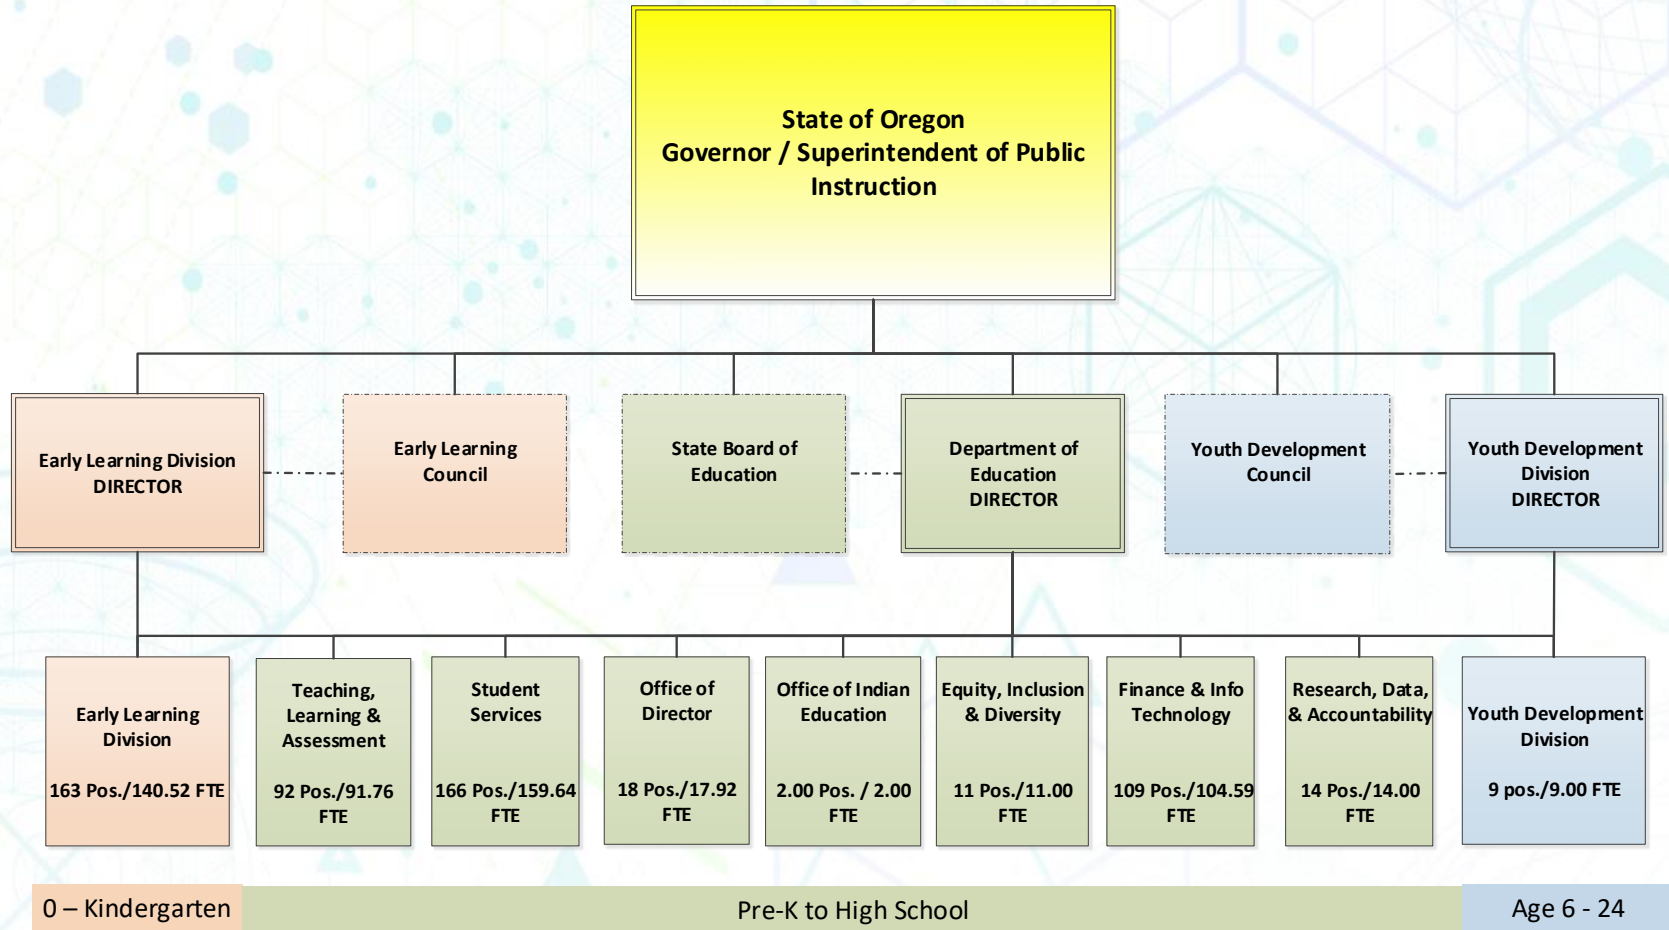 State of Oregon
Governor / Superintendent of Public
Instruction
Early Learning Division
DIRECTOR
Early Learning
Council
State Board of
Education
Department of
Education
DIRECTOR
Youth Development
Council
Youth Development
Division
DIRECTOR
Early Learning
Division
163 Pos./140.52 FTE
Teaching,
Learning &
Assessment
92 Pos./91.76
FTE
Student
Services
166 Pos./159.64
FTE
Office of
Director
18 Pos./17.92
FTE
Office of Indian
Education
2.00 Pos. / 2.00
FTE
Equity, Inclusion
& Diversity
11 Pos./11.00
FTE
Finance & Info
Technology
109 Pos./104.59
FTE
Research, Data,
& Accountability
14 Pos./14.00
FTE
Youth Development
Division
9 pos./9.00 FTE
0 – Kindergarten
Pre-K to High School
Age 6 - 24